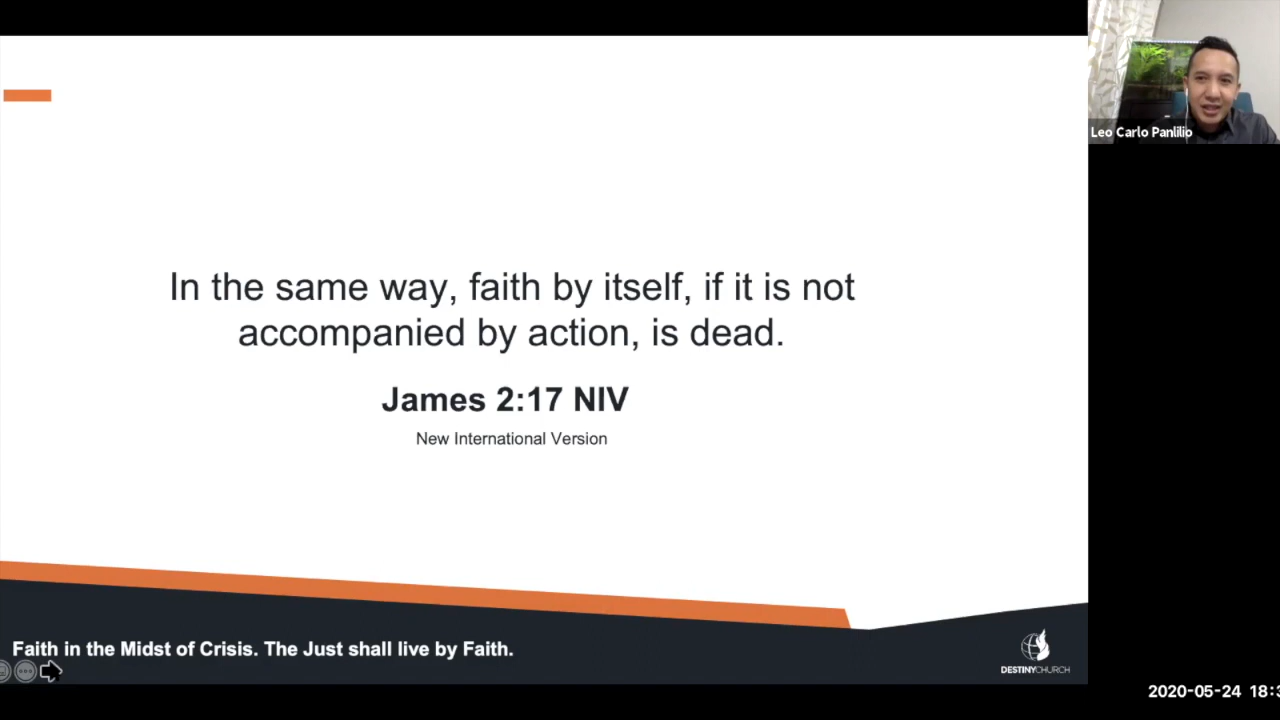 Leo Carlo Panlilio
In the same way, faith by itself, if it is not
accompanied by action, is dead.
James 2:17 NIV
New International Version
Faith in the Midst of Crisis. The Just shall live by Faith.
DESTINYCHURCH
2020-05-24 18:3